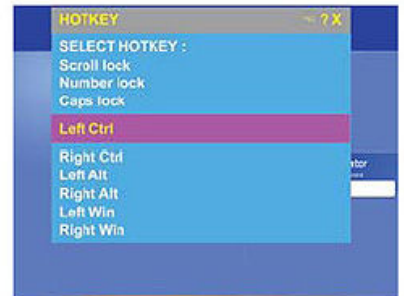 HOTKEY ~ ? X
SELECT HOTKEY :
Scroll lock
Number lock
Caps lock
Left Ctrl
Right Ctrl
Left Alt
Right Alt
Left Win
Right Win